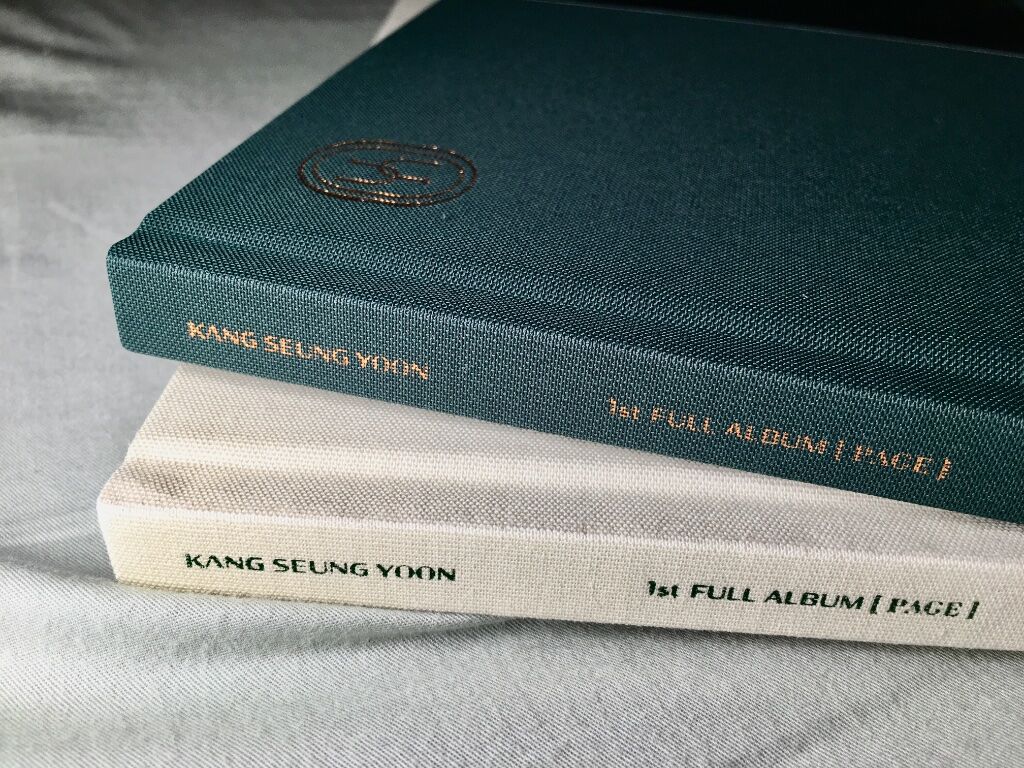 KANG SEUNG YOON
1st FULL ALBUM [ PAGE ]
KANG SEUNG YOON
1st FULL ALBUM [ PAGE ]